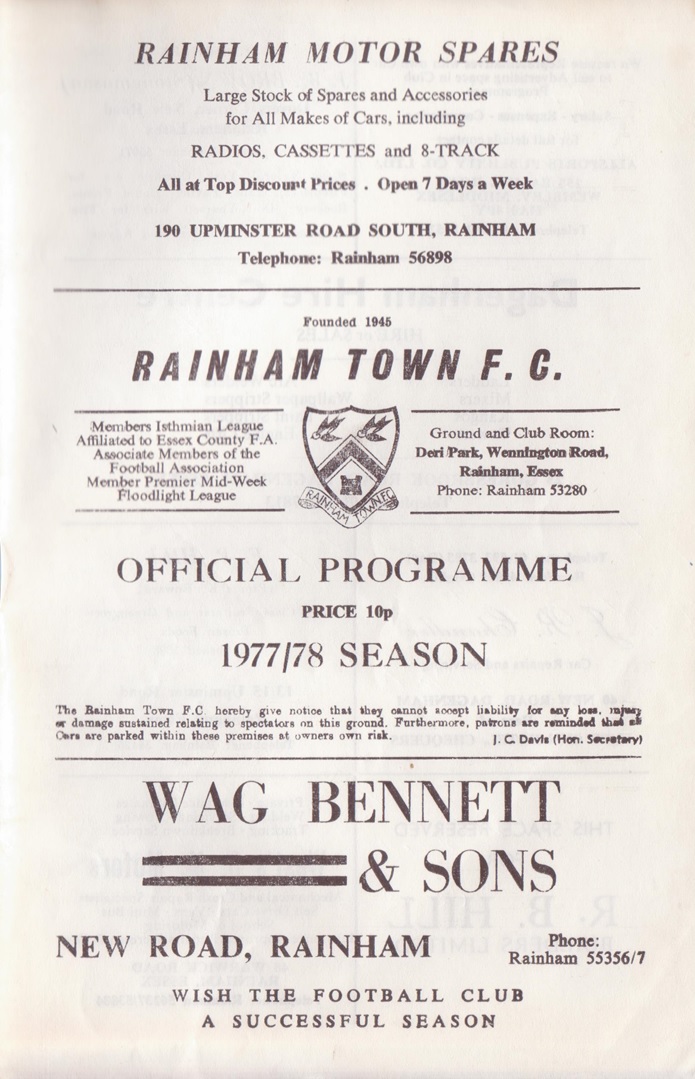 RAINHAM MOTOR SPARES
Large Stock of Spares and Accessories
for All Makes of Cars, including
RADIOS, CASSETTES and 8-TRACK
All at Top Discount Prices . Open 7 Days a Week
190 UPMINSTER ROAD SOUTH, RAINHAM
Telephone: Rainham 56898
Founded 1945
RAINHAM TOWN F. C.
Members Isthmian League
Affiliated to Essex County F.A.
Associate Members of the
Football Association
Member Premier Mid-Week
Floodlight League
RAINHAM TOWN.F.C
Ground and Club Room:
Deri Park, Wennington Road,
Rainham, Essex
Phone: Rainham 53280
OFFICIAL PROGRAMME
PRICE 10p
1977/78 SEASON
The Rainham Town F.C hereby give notice that they cannot accept liability for any loss, injury
or damage sustained relating to spectators on this ground. Furthermore, patrons are reminded that all
Cars are parked within these premises at owners own risk.
J. C. Davis (Hon. Secretary)
WAG BENNETT
& SONS
NEW ROAD, RAINHAM
Phone:
Rainham 55356/7
WISH THE FOOTBALL CLUB
A SUCCESSFUL SEASON